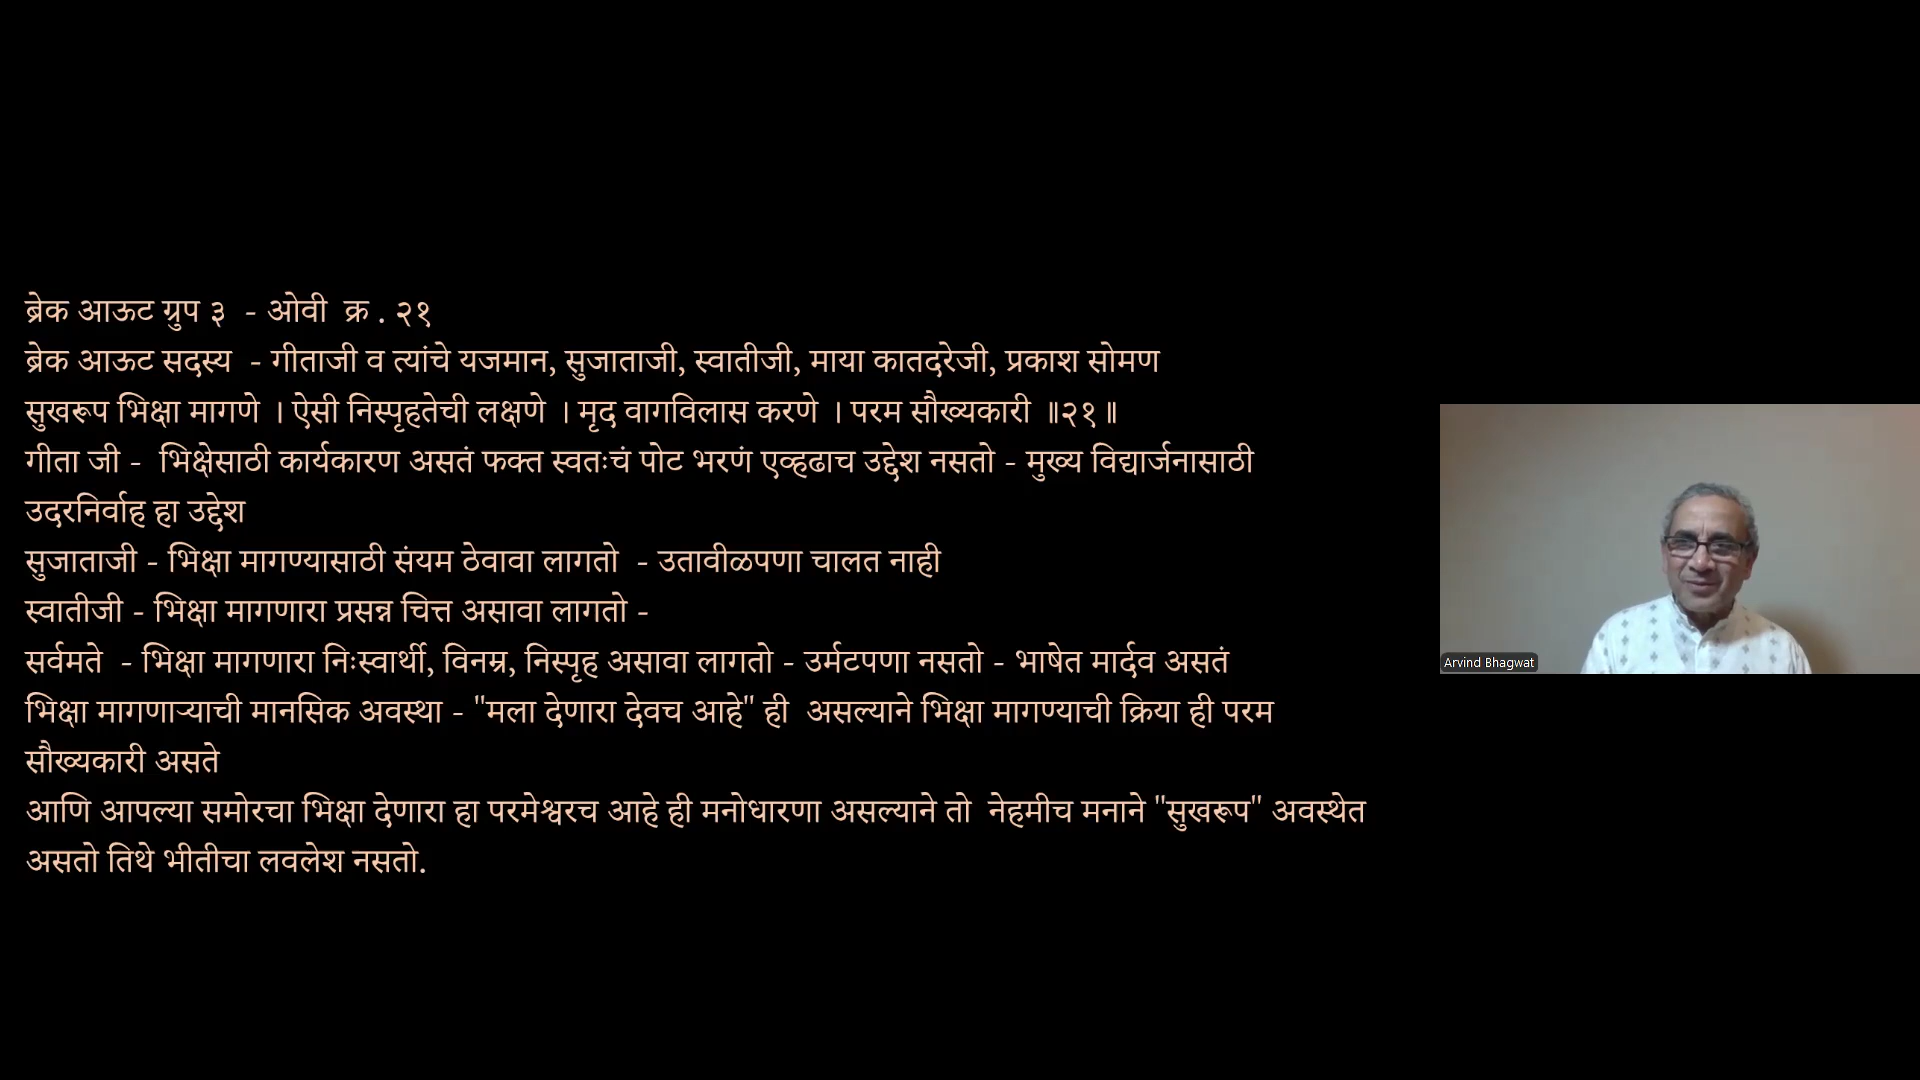 ब्रेक आऊट ग्रुप ३  - ओवी  क्र . २१
ब्रेक आऊट सदस्य  - गीताजी व त्यांचे यजमान, सुजाताजी, स्वातीजी, माया कातदरेजी, प्रकाश सोमण
सुखरूप भिक्षा मागणे । ऐसी निस्पृहतेची लक्षणे । मृद वागविलास करणे । परम सौख्यकारी ॥२१॥
गीता जी -  भिक्षेसाठी कार्यकारण असतं फक्त स्वतःचं पोट भरणं एव्हढाच उद्देश नसतो - मुख्य विद्यार्जनासाठी
उदरनिर्वाह हा उद्देश
सुजाताजी - भिक्षा मागण्यासाठी संयम ठेवावा लागतो  - उतावीळपणा चालत नाही
स्वातीजी - भिक्षा मागणारा प्रसन्न चित्त असावा लागतो -
सर्वमते  - भिक्षा मागणारा निःस्वार्थी, विनम्र, निस्पृह असावा लागतो - उर्मटपणा नसतो - भाषेत मार्दव असतं
भिक्षा मागणाऱ्याची मानसिक अवस्था - "मला देणारा देवच आहे" ही  असल्याने भिक्षा मागण्याची क्रिया ही परम
सौख्यकारी असते
आणि आपल्या समोरचा भिक्षा देणारा हा परमेश्वरच आहे ही मनोधारणा असल्याने तो  नेहमीच मनाने "सुखरूप" अवस्थेत
असतो तिथे भीतीचा लवलेश नसतो.
Arvind Bhagwat